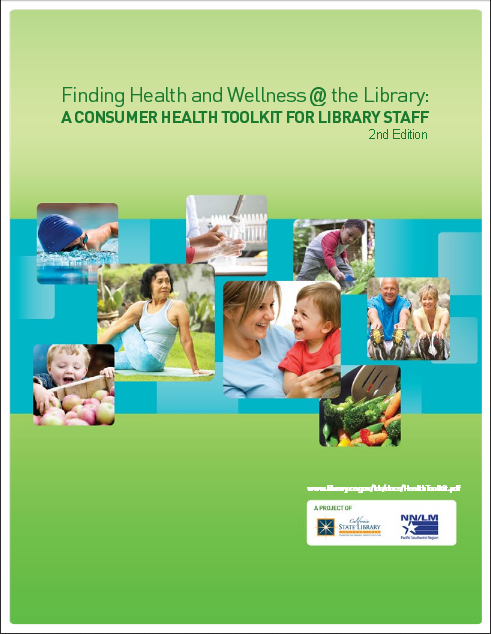 Finding Health and Wellness @ the Library:
A CONSUMER HEALTH TOOLKIT FOR LIBRARY STAFF
2nd Edition
A PROJECT OF
California
STATE LIBRARY
NN/LM
Pacific Southwest Region